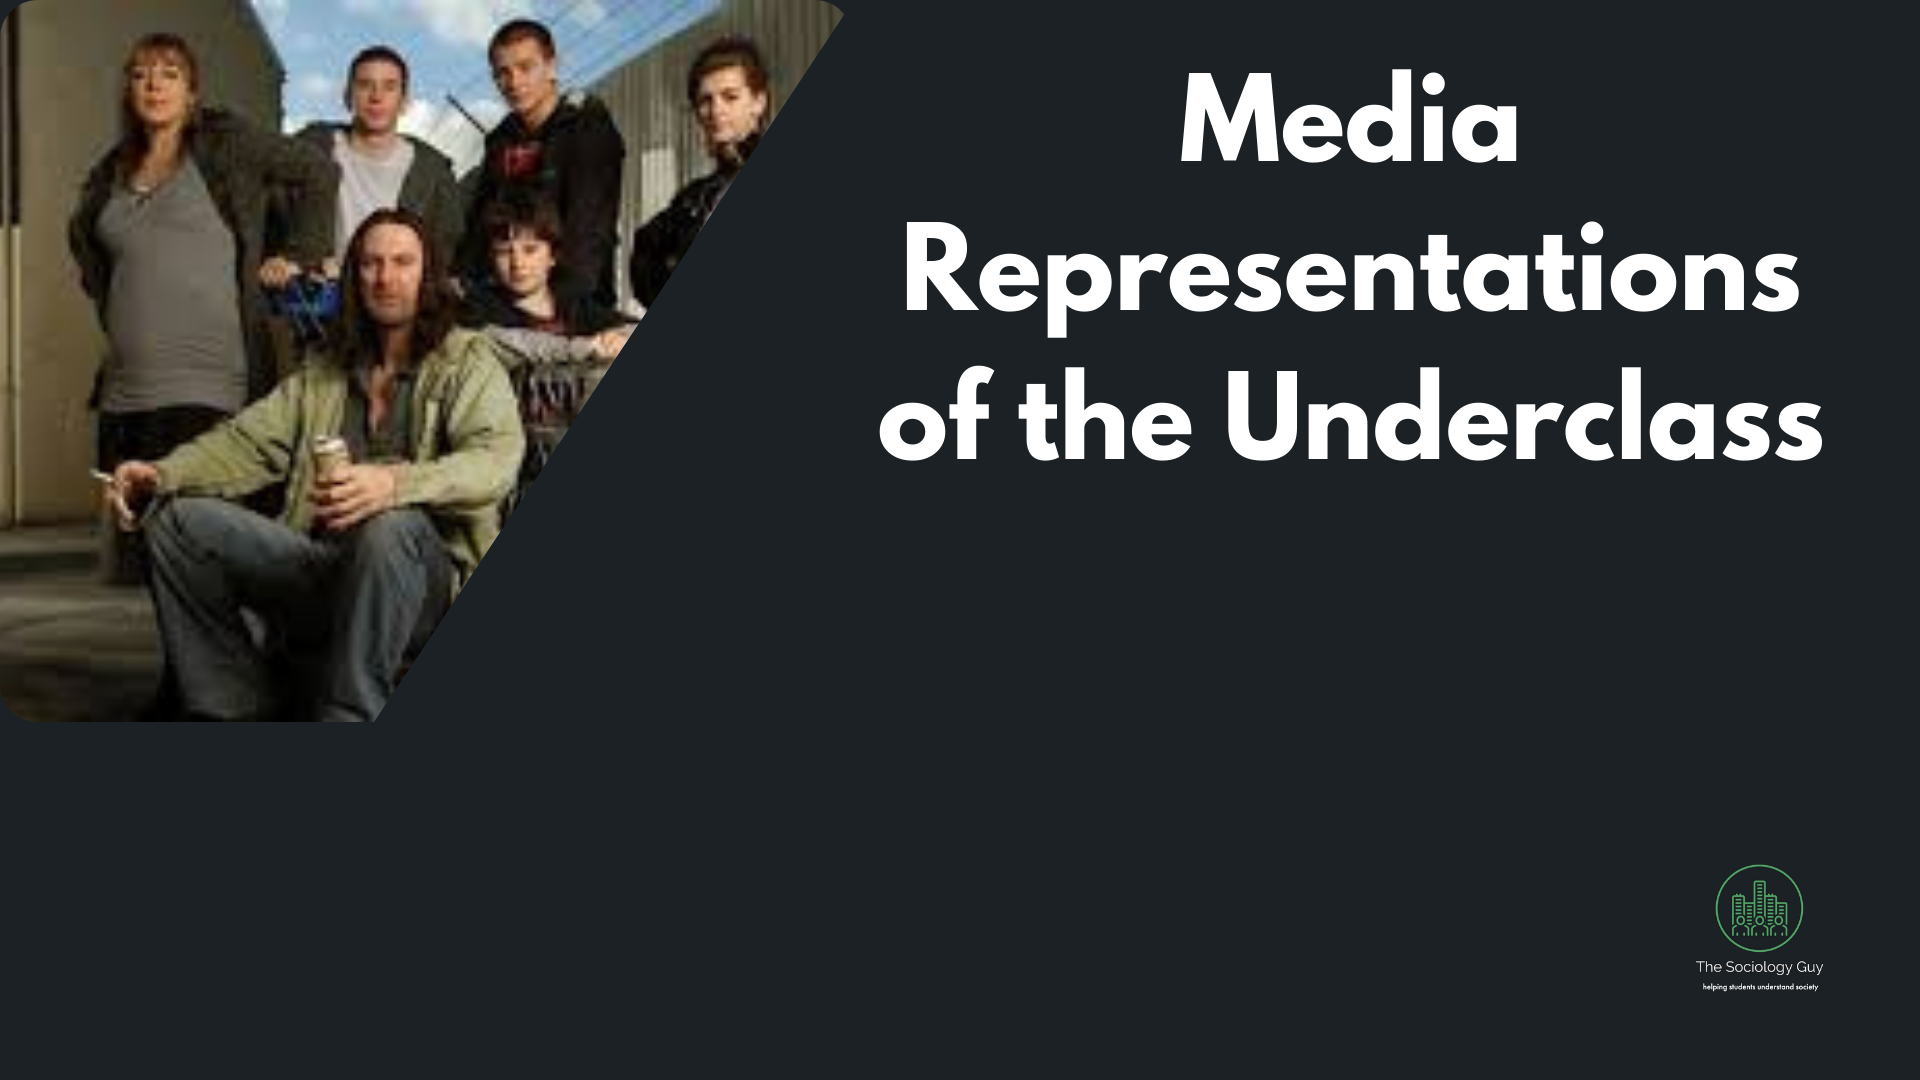 Media
Representations
of the Underclass
The Sociology Guy
helping students understand society